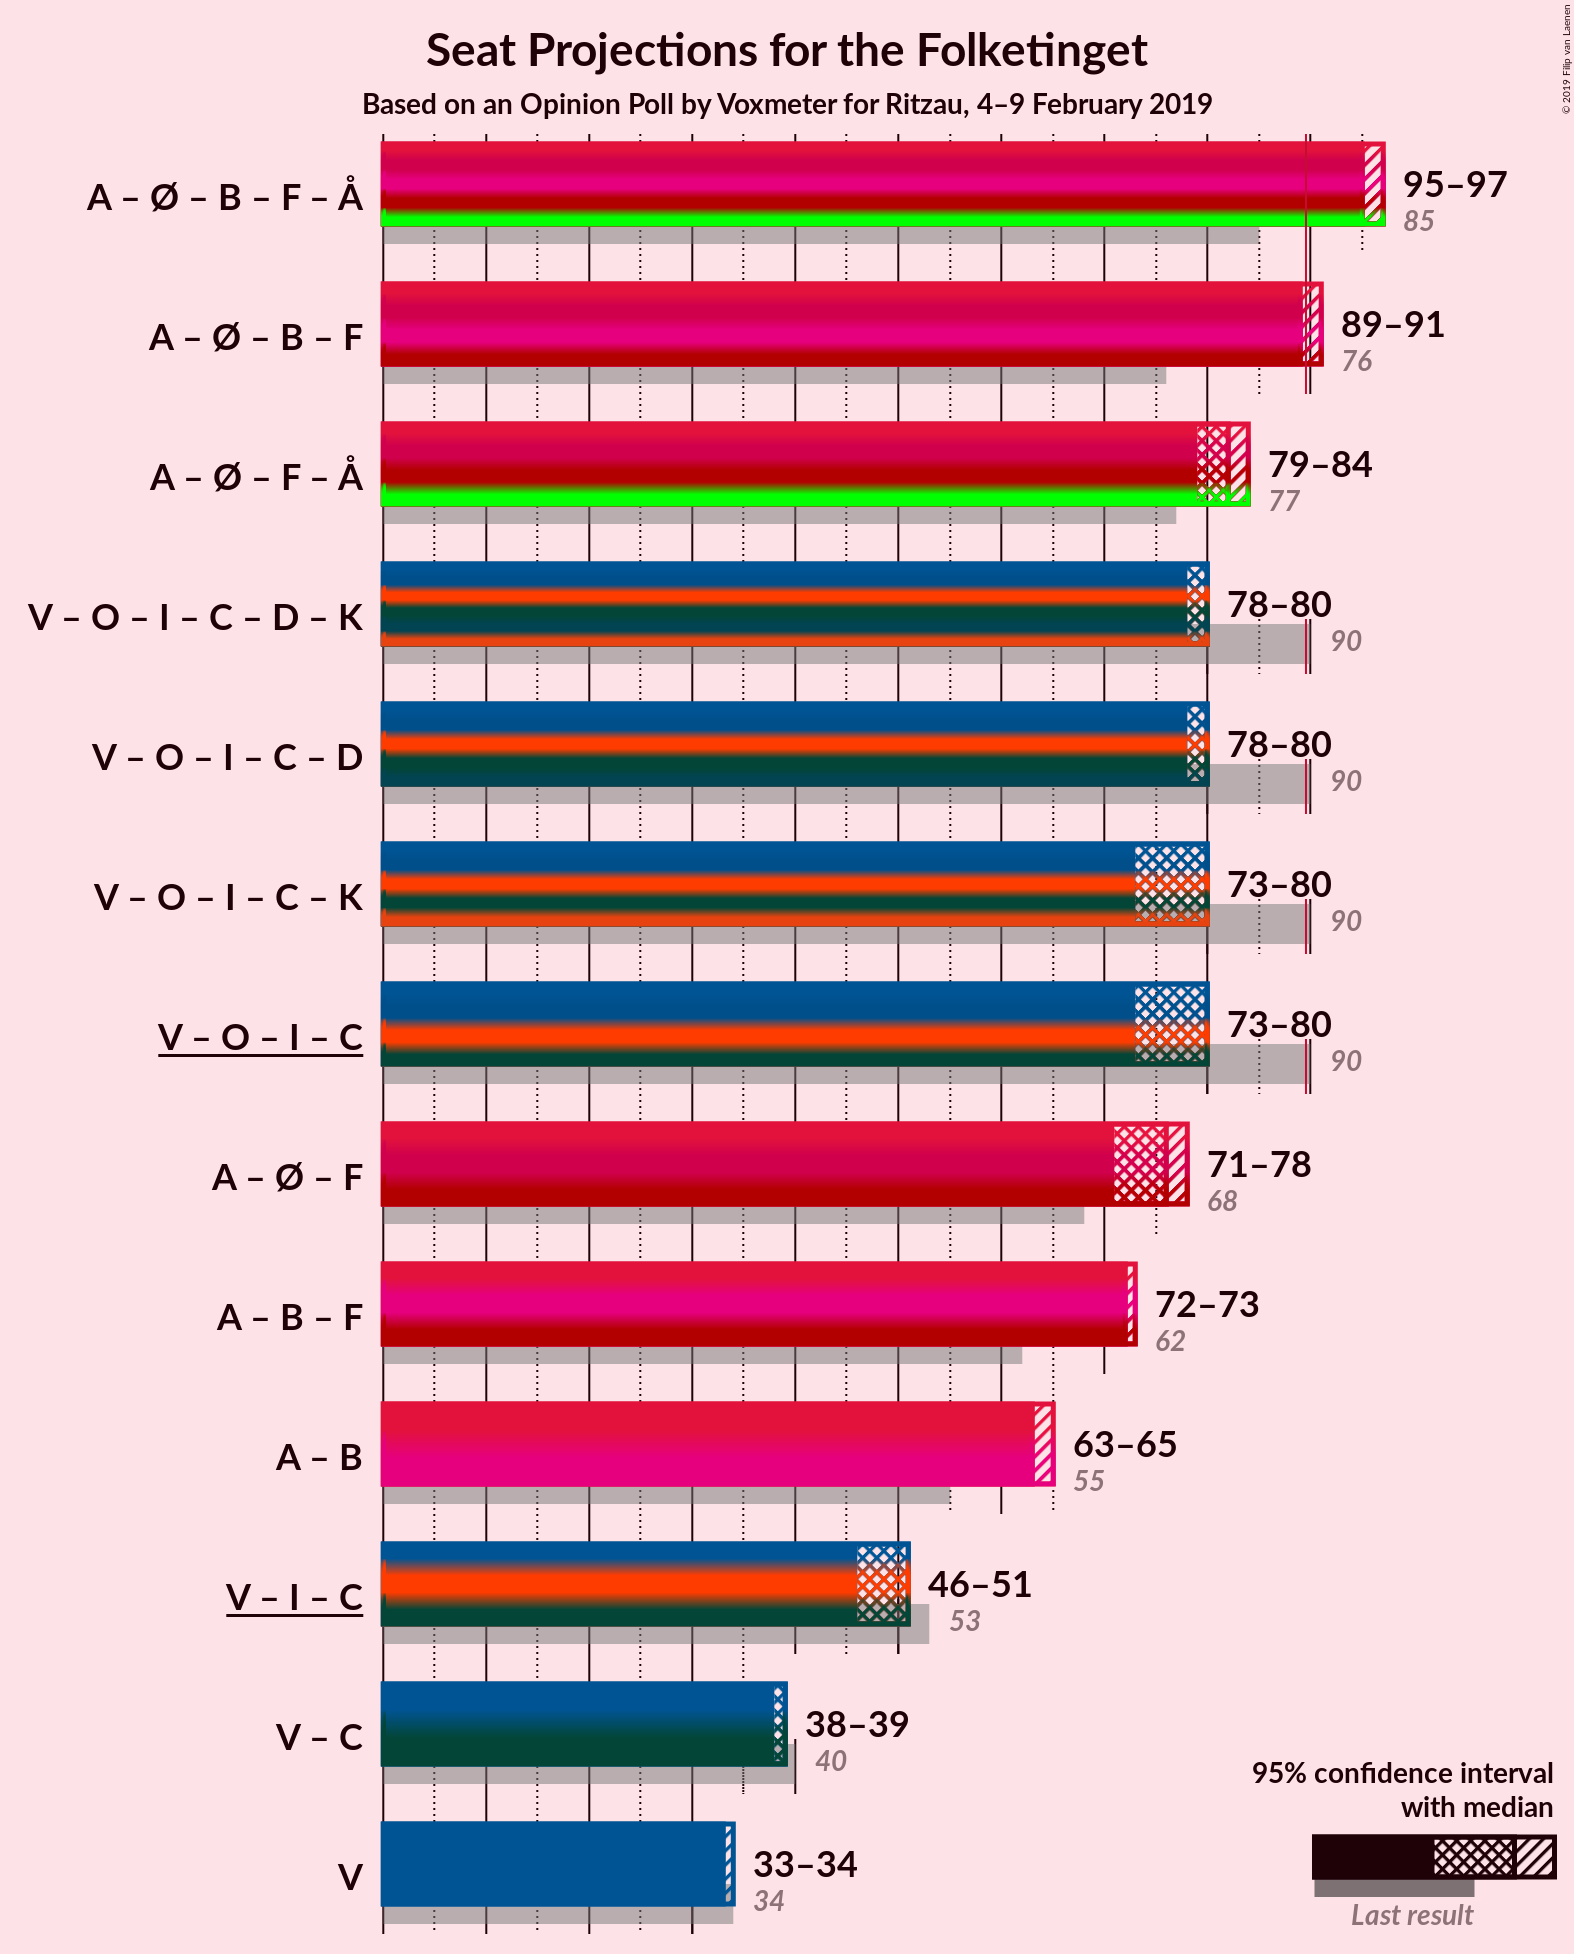 Seat Projections for the Folketinget
Based on an Opinion Poll by Voxmeter for Ritzau, 4–9 February 2019
© 2019 Filip van Laenen
A – Ø – B – F – Å
95–97
85
A – Ø – B – F
89–91
76
A – Ø – F – Å
79–84
77
V – O – I – C – D – K
78–80
90
V – O – I – C – D
78–80
90
V – O – I – C – K
73–80
90
V – O – I – C
73–80
90
A – Ø – F
71–78
68
A – B – F
72–73
62
A – B
63–65
55
V – I – C
46–51
53
V – C
38–39
40
V
33–34
34
95% confidence interval
with median
Last result